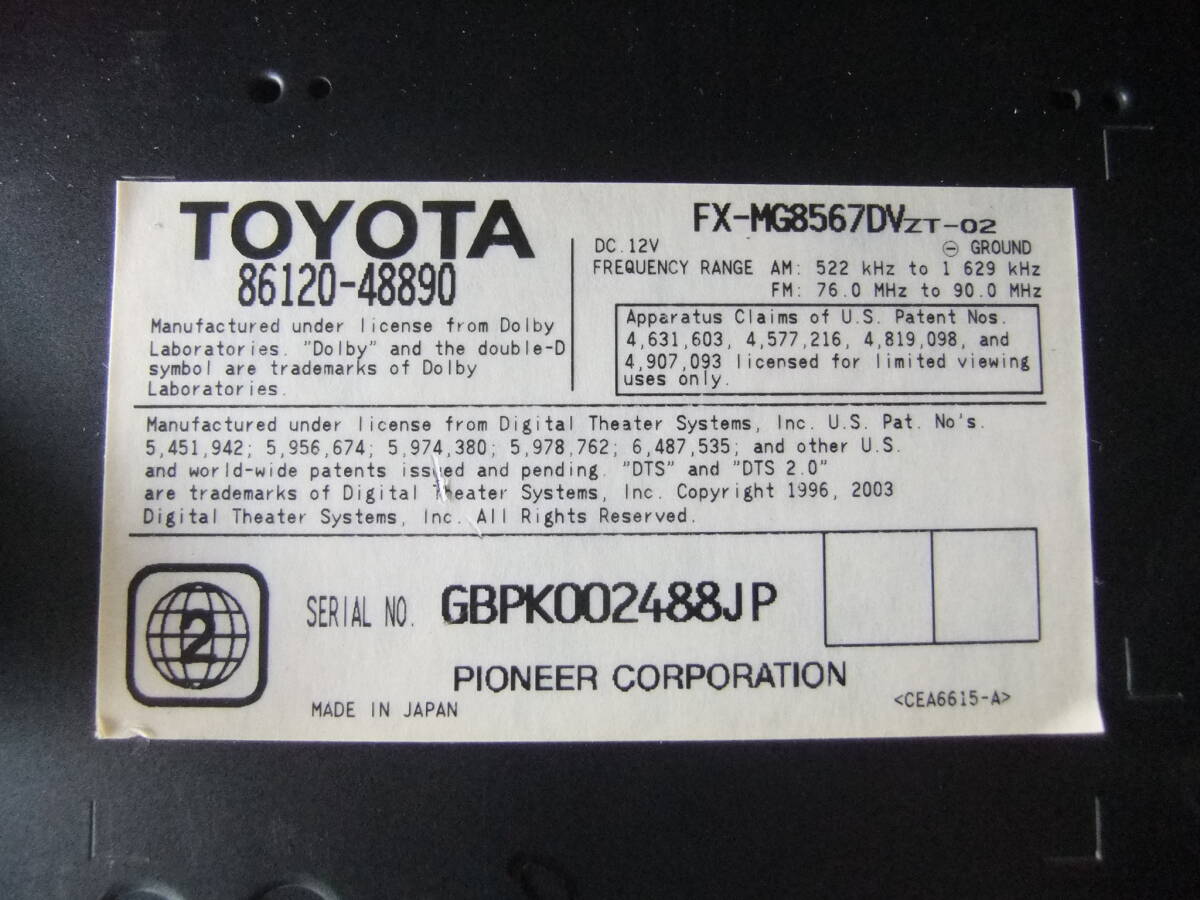 TOYOTA
86120-48890
Manufactured under license from Dolby
Laboratories. "Dolby" and the double-D
symbol are trademarks of Dolby
Laboratories.
FX-MG8567DVZT-02
DC.12V ⊖ GROUND
FREQUENCY RANGE AM: 522 kHz to 1 629 kHz
FM: 76.0 MHz to 90.0 MHz
Apparatus Claims of U.S. Patent Nos.
4,631,603, 4,577,216, 4,819,098, and
4,907,093 licensed for limited viewing
uses only.
Manufactured under license from Digital Theater Systems, Inc. U.S. Pat. No's.
5,451,942; 5,956,674; 5,974,380; 5,978,762; 6,487,535; and other U.S.
and world-wide patents issued and pending. "DTS" and "DTS 2.0"
are trademarks of Digital Theater Systems, Inc. Copyright 1996, 2003
Digital Theater Systems, Inc. All Rights Reserved.
2
SERIAL NO. GBPK002488JP
PIONEER CORPORATION
MADE IN JAPAN
<CEA6615-A>